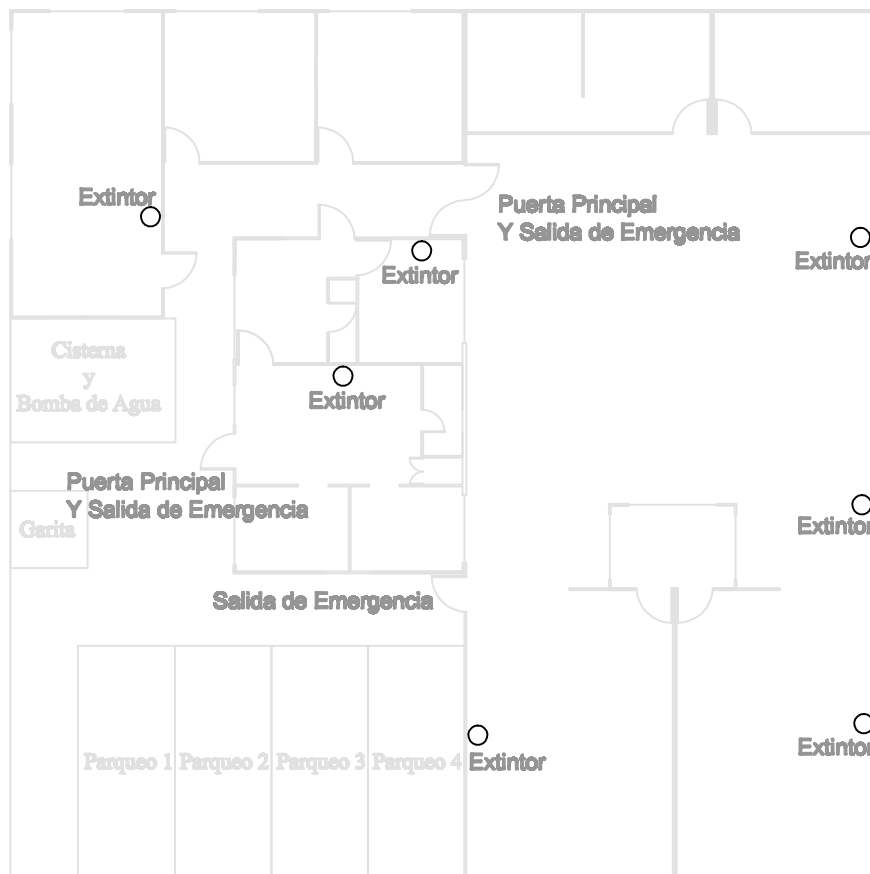 Extintor
Puerta Principal
Y Salida de Emergencia
Extintor
Extintor
Cisterna
y
Bomba de Agua
Extintor
Puerta Principal
Y Salida de Emergencia
Garita
Extintor
Salida de Emergencia
Parqueo 1
Parqueo 2
Parqueo 3
Parqueo 4
Extintor
Extintor